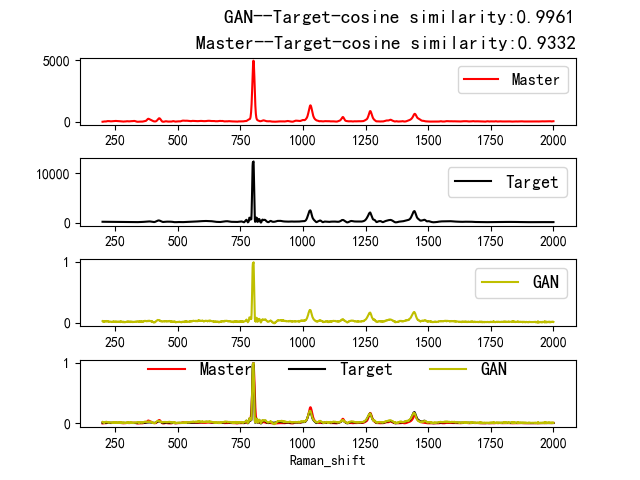 GAN--Target-cosine similarity:0.9961
Master--Target-cosine similarity:0.9332
5000
0
Master
250 500 750 1000 1250 1500 1750 2000
10000
0
Target
250 500 750 1000 1250 1500 1750 2000
1
0
GAN
250 500 750 1000 1250 1500 1750 2000
1
0
Master Target GAN
250 500 750 1000 1250 1500 1750 2000
Raman_shift